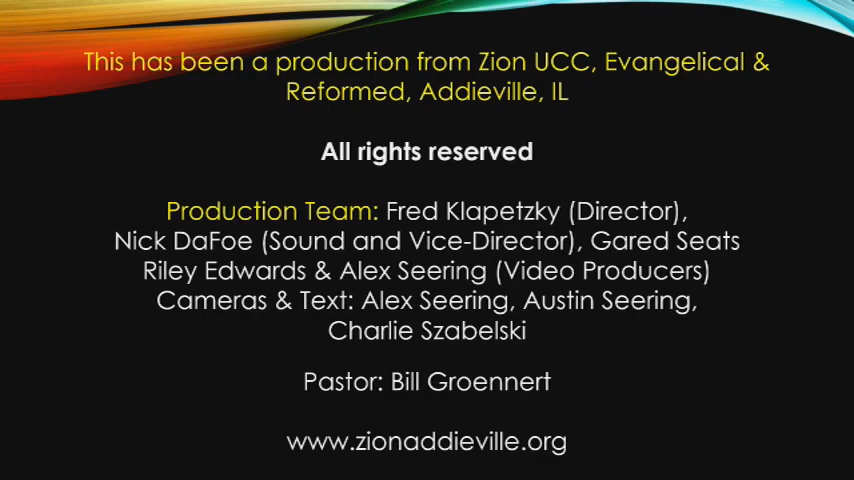 This has been a production from Zion UCC, Evangelical &
Reformed, Addieville, IL
All rights reserved
Production Team: Fred Klapetzky (Director),
Nick DaFoe (Sound and Vice-Director), Gared Seats
Riley Edwards & Alex Seering (Video Producers)
Cameras & Text: Alex Seering, Austin Seering,
Charlie Szabelski
Pastor: Bill Groennert
www.zionaddieville.org